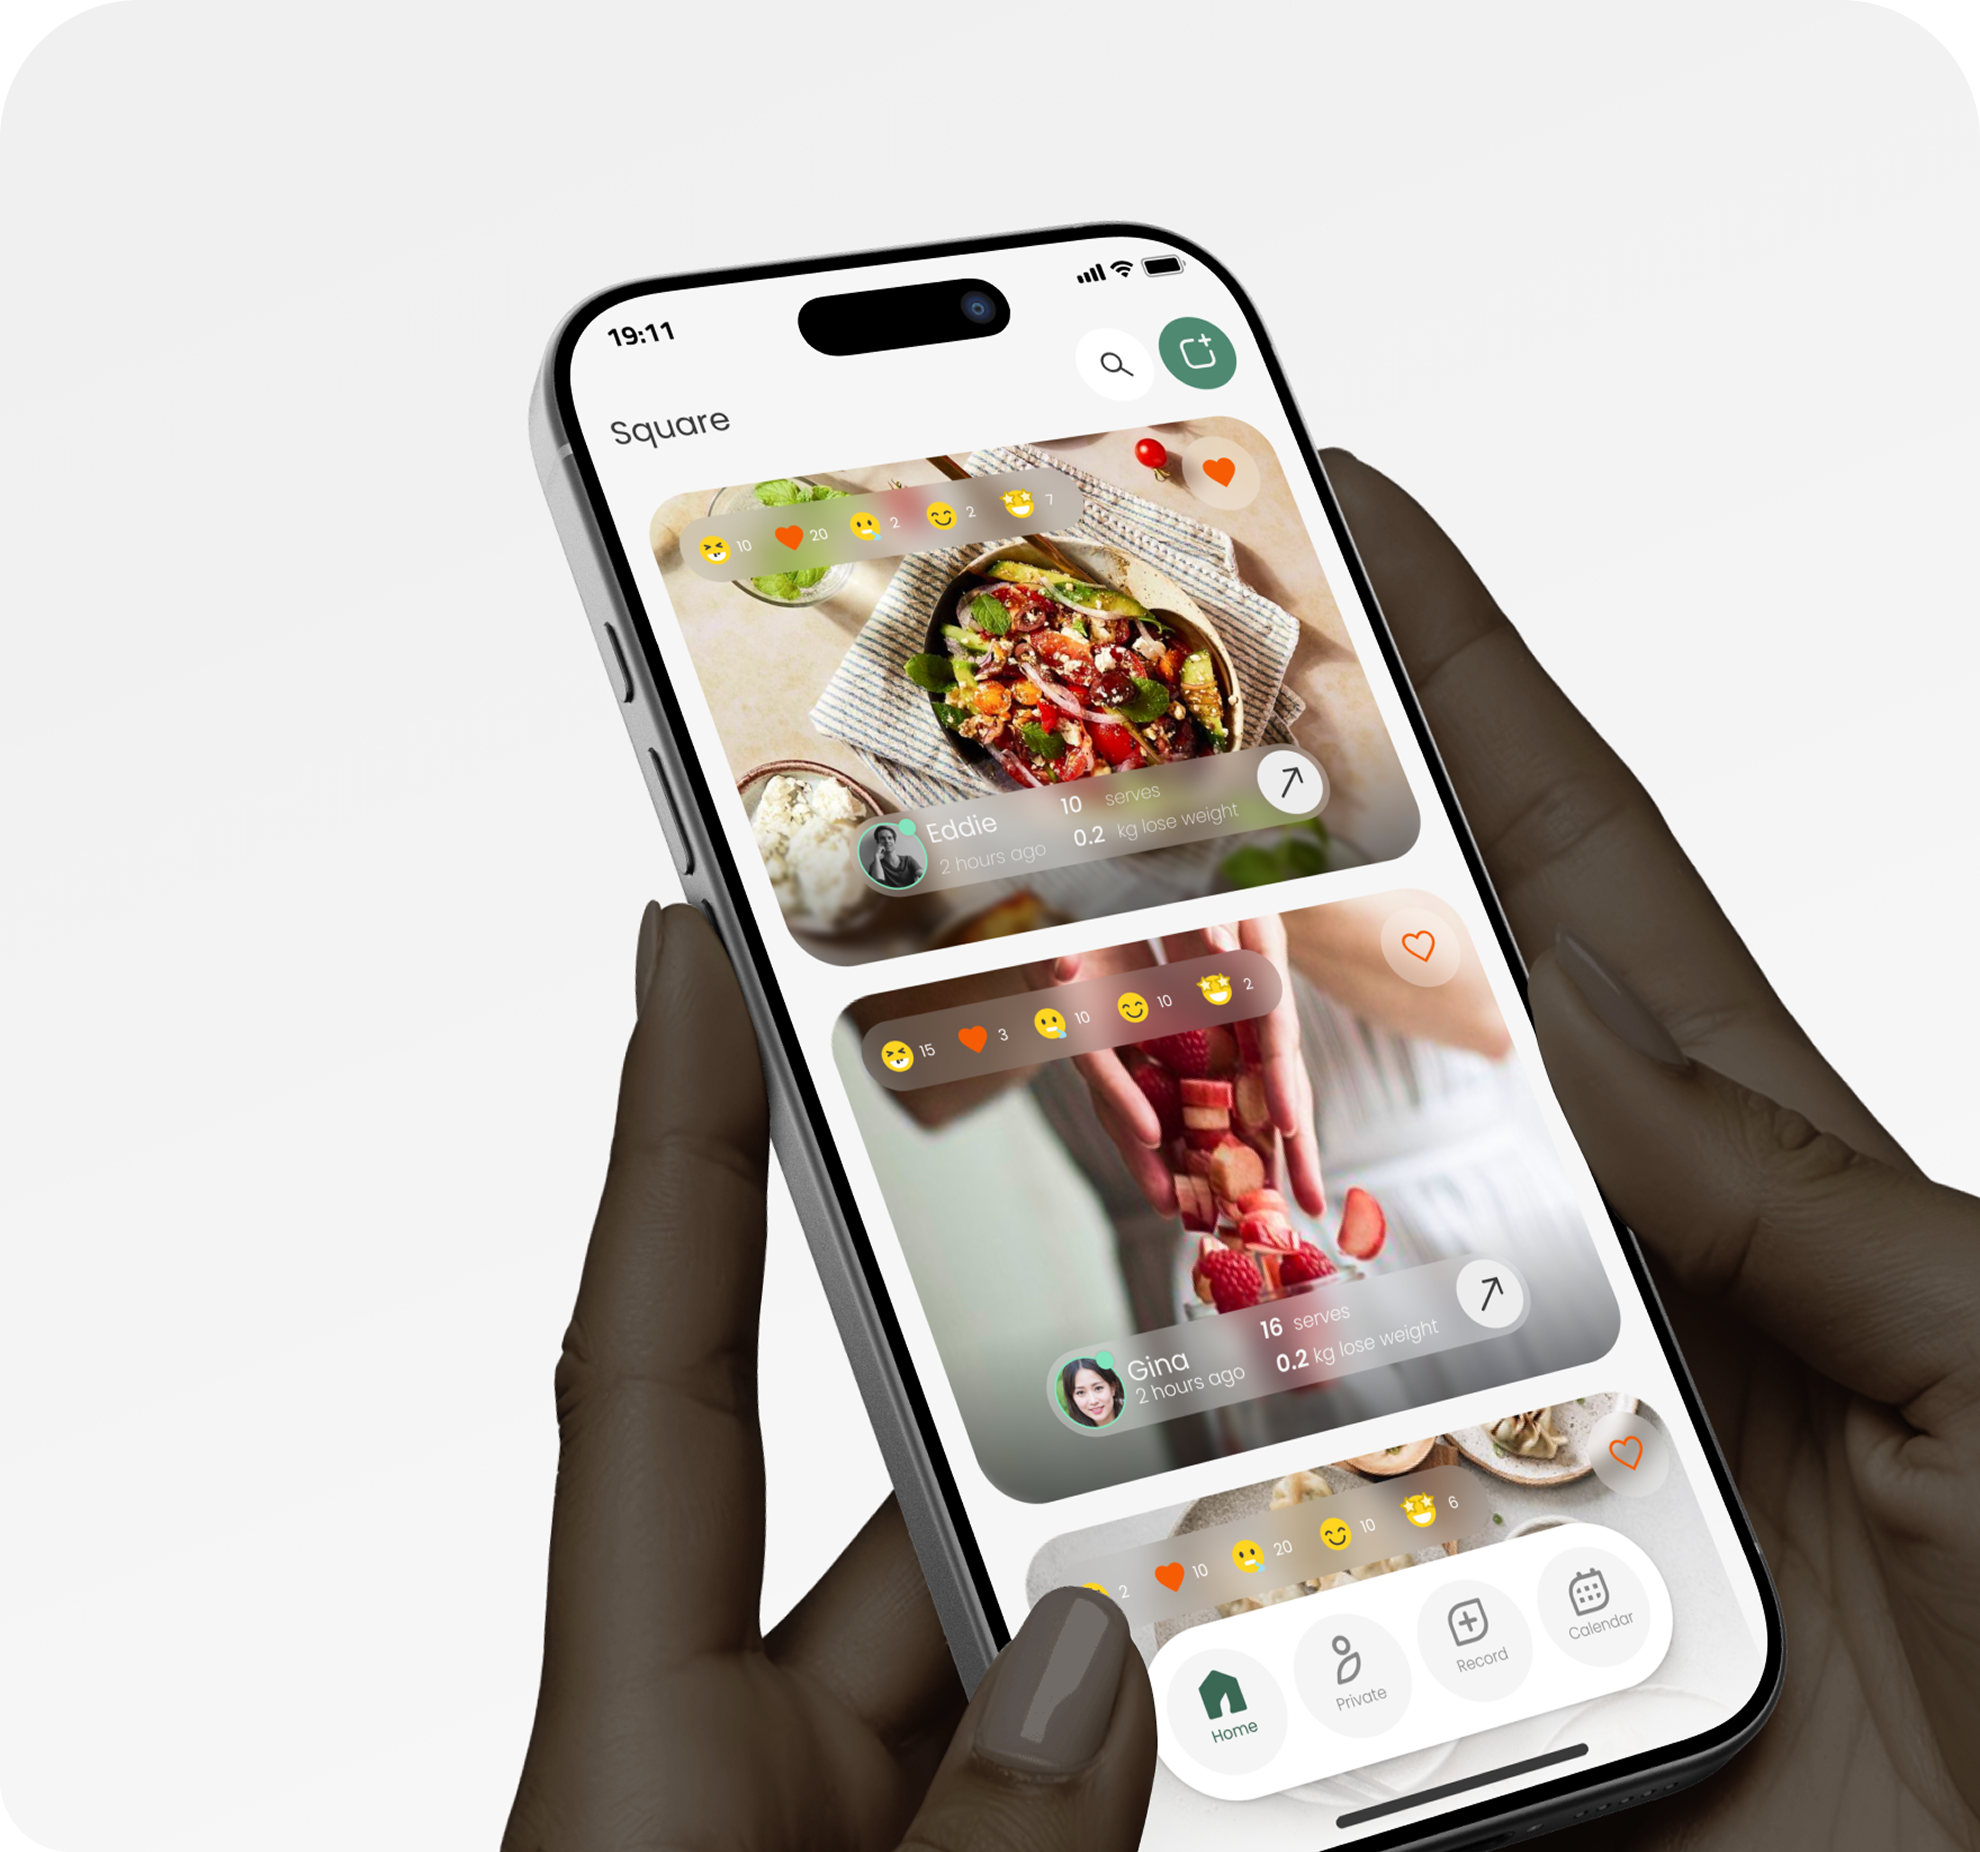 19:11
Square
10 20 2 2 7
Eddie
2 hours ago
10 serves
0.2 kg lose weight
15 3 10 10 2
Gina
2 hours ago
16 serves
0.2 kg lose weight
2 10 20 10 6
Home
Private
Record
Calendar